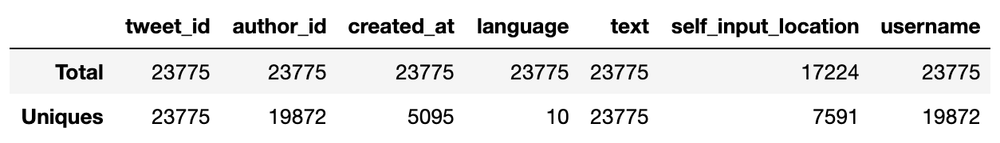 tweet_id author_id created_at language text self_input_location username
Total 23775 23775 23775 23775 23775 17224 23775
Uniques 23775 19872 5095 10 23775 7591 19872